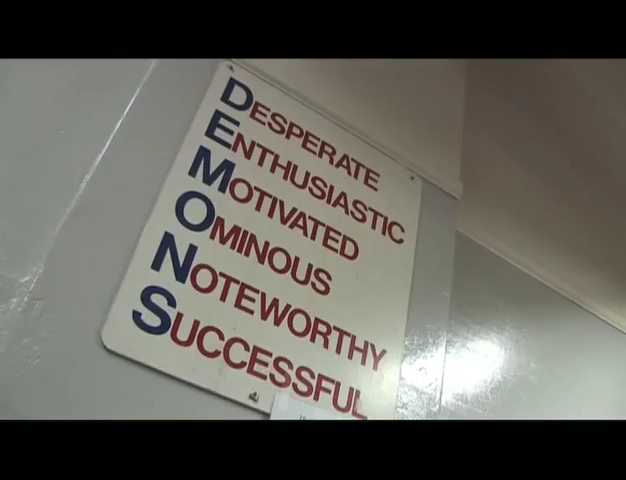 DESPERATE
ENTHUSIASTIC
MOTIVATED
OMINOUS
NOTEWORTHY
SUCCESSFUL